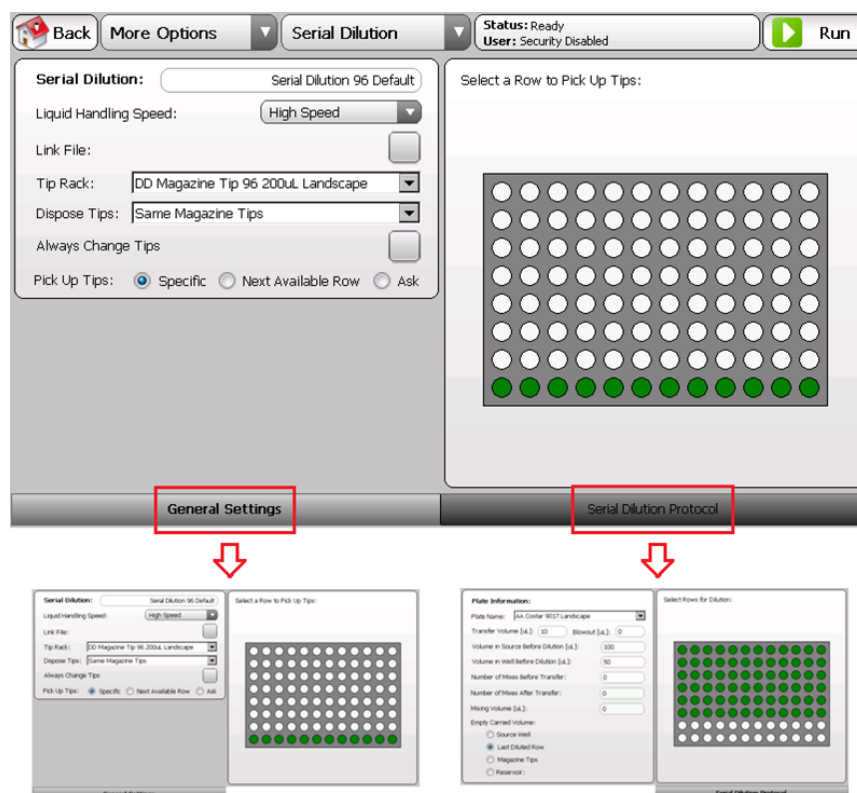 Back
More Options
Serial Dilution
Status: Ready
User: Security Disabled
Run
Serial Dilution: Serial Dilution 96 Default
Liquid Handling Speed: High Speed
Link File:
Tip Rack: DD Magazine Tip 96 200uL Landscape
Dispose Tips: Same Magazine Tips
Always Change Tips
Pick Up Tips: Specific Next Available Row Ask
Select a Row to Pick Up Tips:
General Settings
Serial Dilution Protocol
Serial Dilution: Serial Dilution 96 Default
Liquid Handling Speed: High Speed
Link File:
Tip Rack: DD Magazine Tip 96 200uL Landscape
Dispose Tips: Same Magazine Tips
Always Change Tips
Pick Up Tips: Specific Next Available Row Ask
Select a Row to Pick Up Tips:
General Settings
Plate Information:
Plate Name: AA Costar 9017 Landscape
Transfer Volume [uL]: 10 Blowout [uL]: 0
Volume in Source Before Dilution [uL]: 100
Volume in Well Before Dilution [uL]: 50
Number of Mixes Before Transfer: 0
Number of Mixes After Transfer: 0
Mixing Volume [uL]: 0
Empty Carried Volume:
Source Well
Last Diluted Row
Magazine Tips
Reservoir:
Select Rows for Dilution:
Serial Dilution Protocol